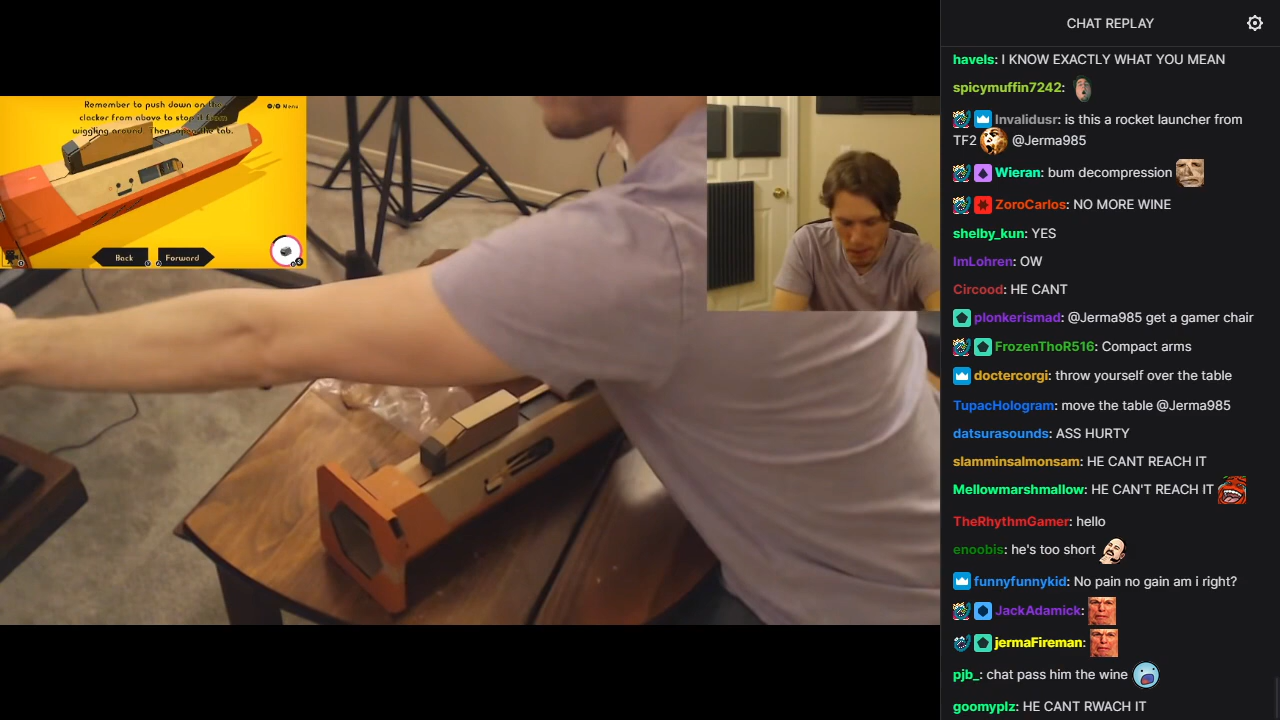 Remember to push down on the
clacker from above to stop it from
wiggling around. Then, open the tab.
Menu
Back
Forward
CHAT REPLAY
havels: I KNOW EXACTLY WHAT YOU MEAN
spicymuffin7242:
Invalidusr: is this a rocket launcher from
TF2 @Jerma985
Wieran: bum decompression
ZoroCarlos: NO MORE WINE
shelby_kun: YES
ImLohren: OW
Circood: HE CANT
plonkerismad: @Jerma985 get a gamer chair
FrozenThoR516: Compact arms
doctercorgi: throw yourself over the table
TupacHologram: move the table @Jerma985
datsurasounds: ASS HURTY
slamminsalmonsam: HE CANT REACH IT
Mellowmarshmallow: HE CAN'T REACH IT
TheRhythmGamer: hello
enoobis: he's too short
funnyfunnykid: No pain no gain am i right?
JackAdamick:
jermaFireman:
pjb_: chat pass him the wine
goomyplz: HE CANT RWACH IT